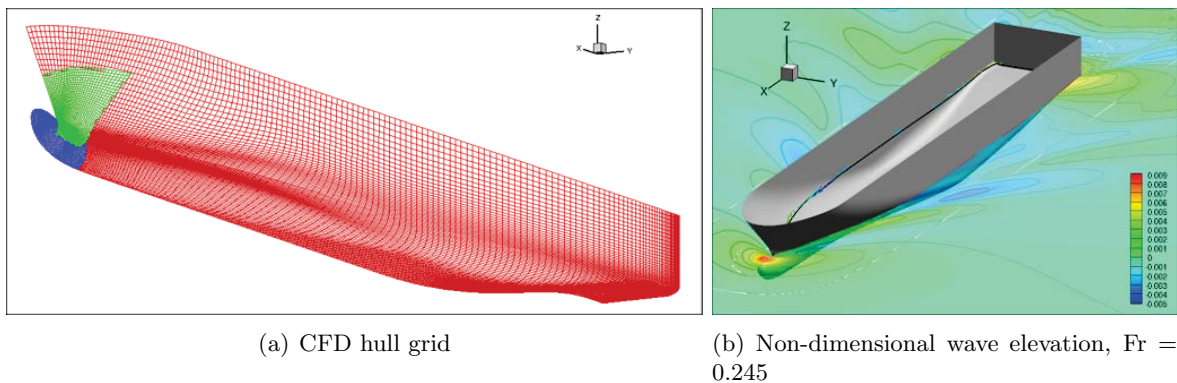 Z
X
Y
Z
X
Y
0.009
0.008
0.007
0.006
0.005
0.004
0.003
0.002
0.001
0
-0.001
-0.002
-0.003
-0.004
-0.005
(a) CFD hull grid
(b) Non-dimensional wave elevation, Fr =
0.245